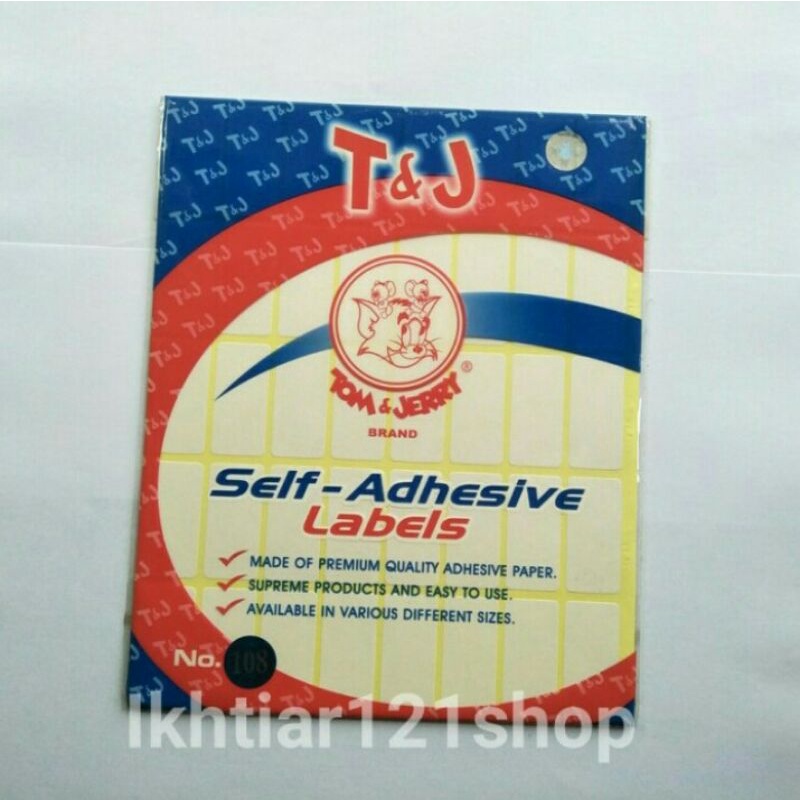 T&J
TOM & JERRY ®
BRAND
Self-Adhesive
Labels
MADE OF PREMIUM QUALITY ADHESIVE PAPER.
SUPREME PRODUCTS AND EASY TO USE.
AVAILABLE IN VARIOUS DIFFERENT SIZES.
No. 108
Ikhtiar121shop